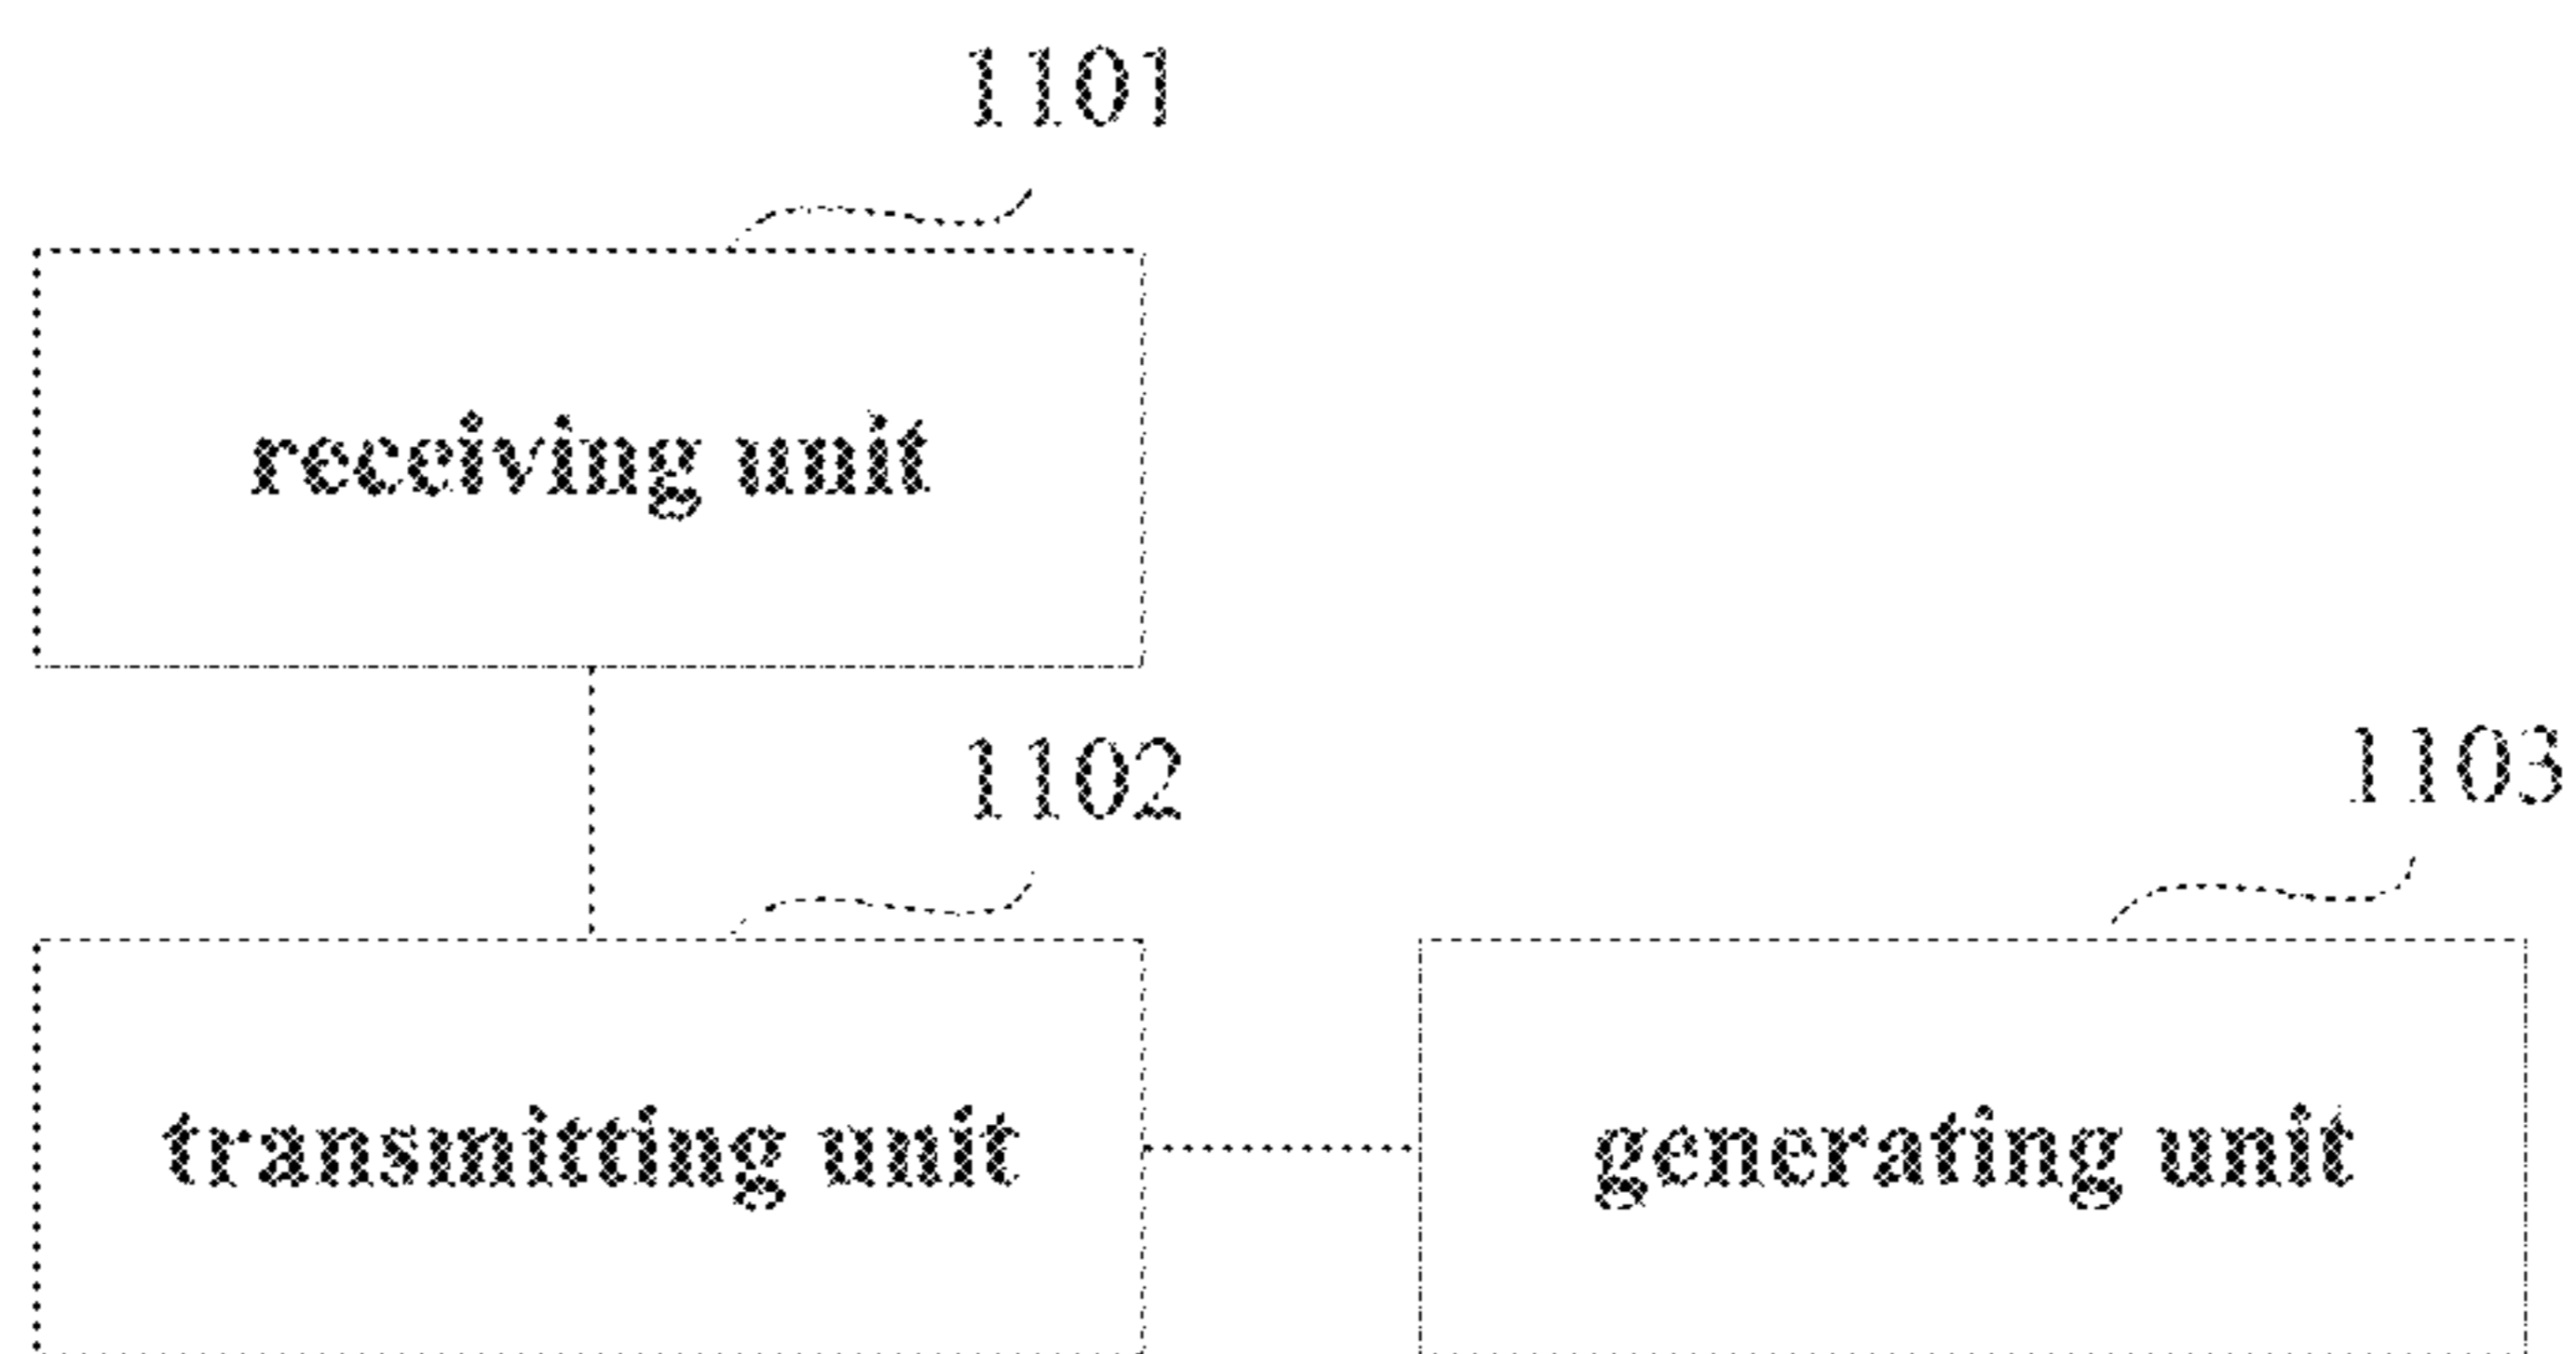 1101
receiving unit
1102
1103
transmitting unit
generating unit